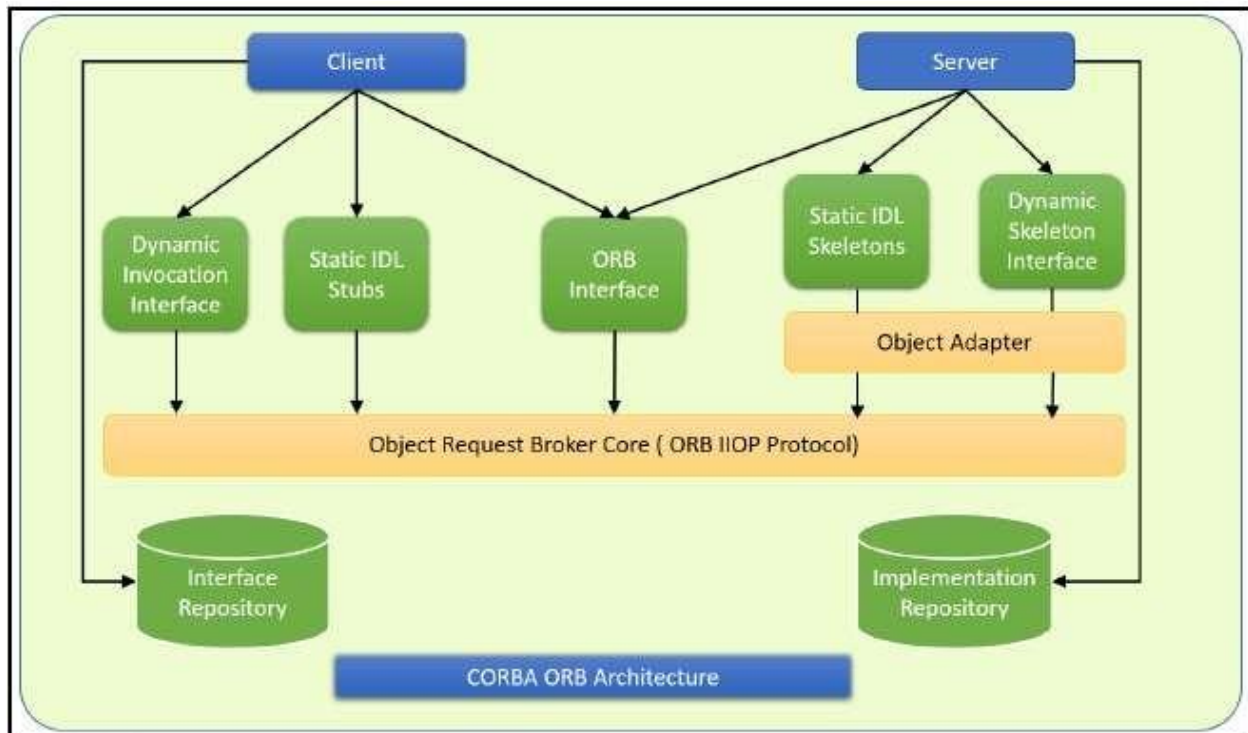 Client
Server
Dynamic
Invocation
Interface
Static IDL
Stubs
ORB
Interface
Static IDL
Skeletons
Dynamic
Skeleton
Interface
Object Adapter
Object Request Broker Core ( ORB IIOP Protocol)
Interface
Repository
Implementation
Repository
CORBA ORB Architecture